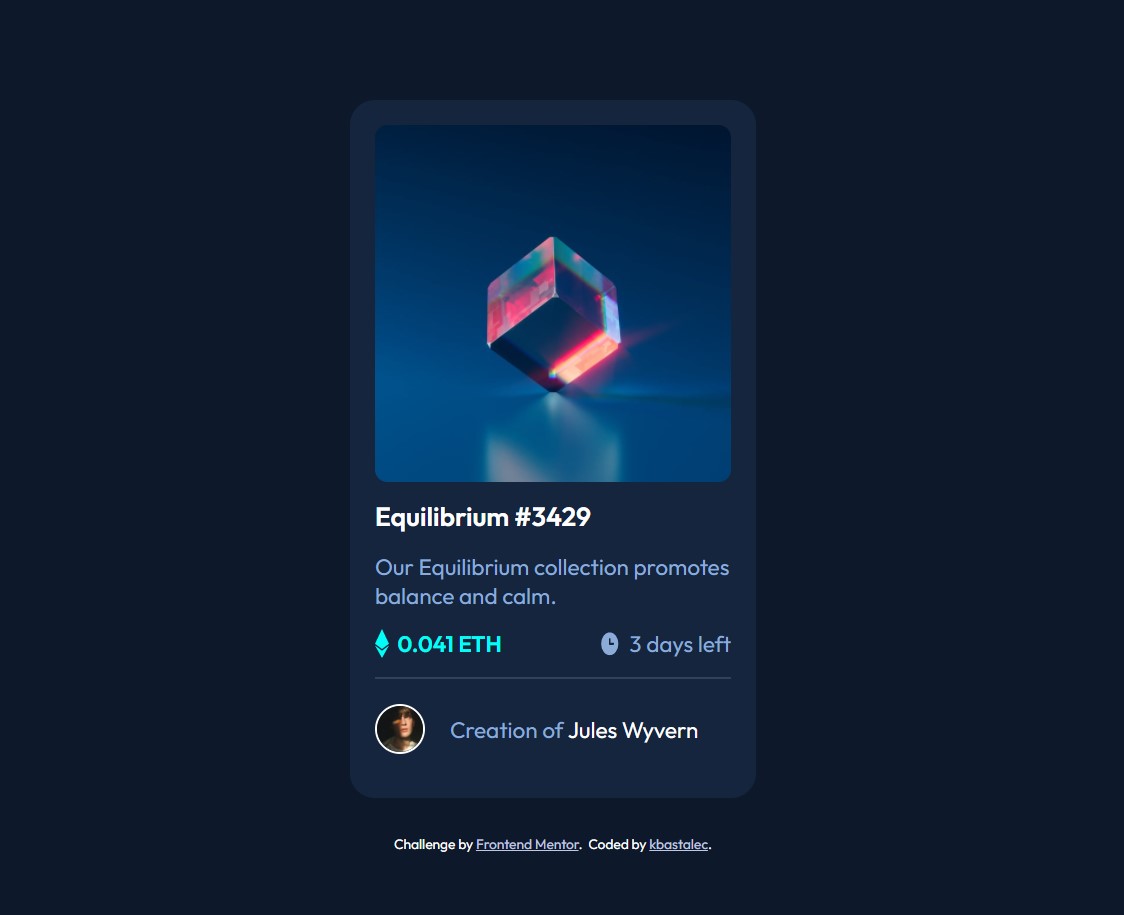 Equilibrium #3429
Our Equilibrium collection promotes
balance and calm.
0.041 ETH
3 days left
Creation of Jules Wyvern
Challenge by Frontend Mentor. Coded by kbastalec.